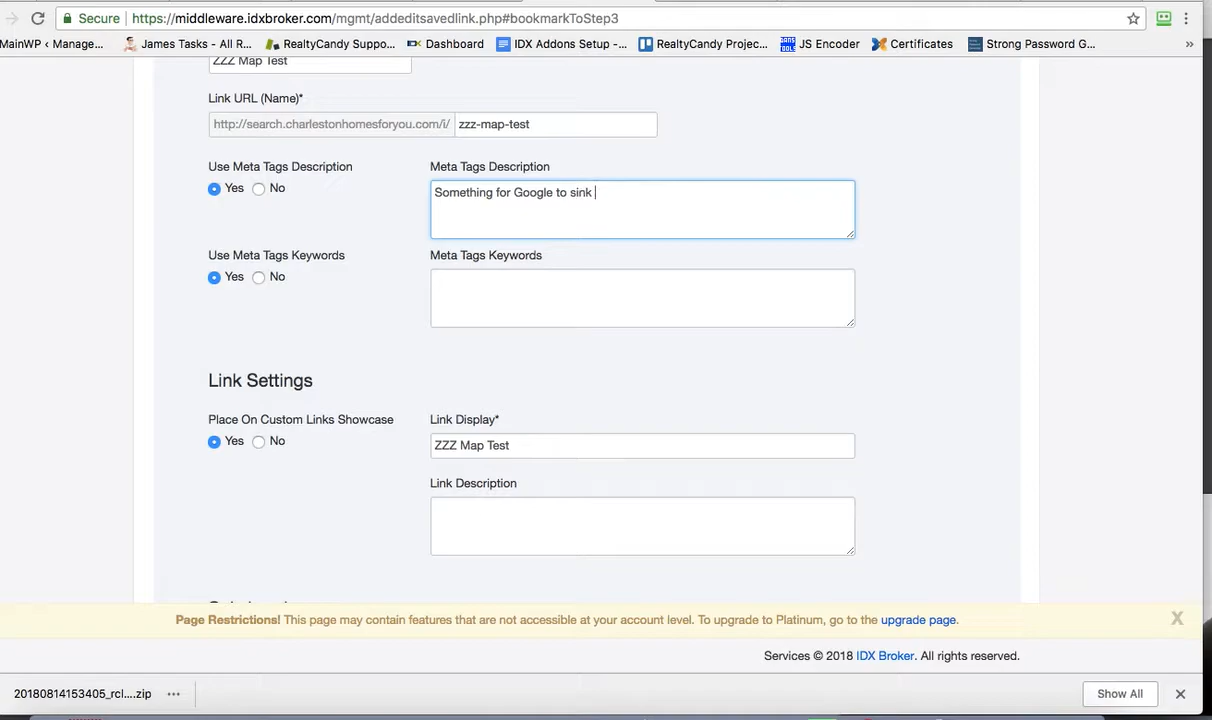 Secure https://middleware.idxbroker.com/mgmt/addeditsavedlink.php#bookmarkToStep3
MainWP ‹ Manage... James Tasks - All R... RealtyCandy Suppo... Dashboard IDX Addons Setup -... RealtyCandy Projec... JS Encoder Certificates Strong Password G... »
ZZZ Map Test
Link URL (Name)*
http://search.charlestonhomesforyou.com/i/ zzz-map-test
Use Meta Tags Description Meta Tags Description
Yes No
Something for Google to sink
Use Meta Tags Keywords Meta Tags Keywords
Yes No
Link Settings
Place On Custom Links Showcase Link Display*
Yes No
ZZZ Map Test
Link Description
Page Restrictions! This page may contain features that are not accessible at your account level. To upgrade to Platinum, go to the upgrade page. X
Services © 2018 IDX Broker. All rights reserved.
20180814153405_rcl....zip ••• Show All